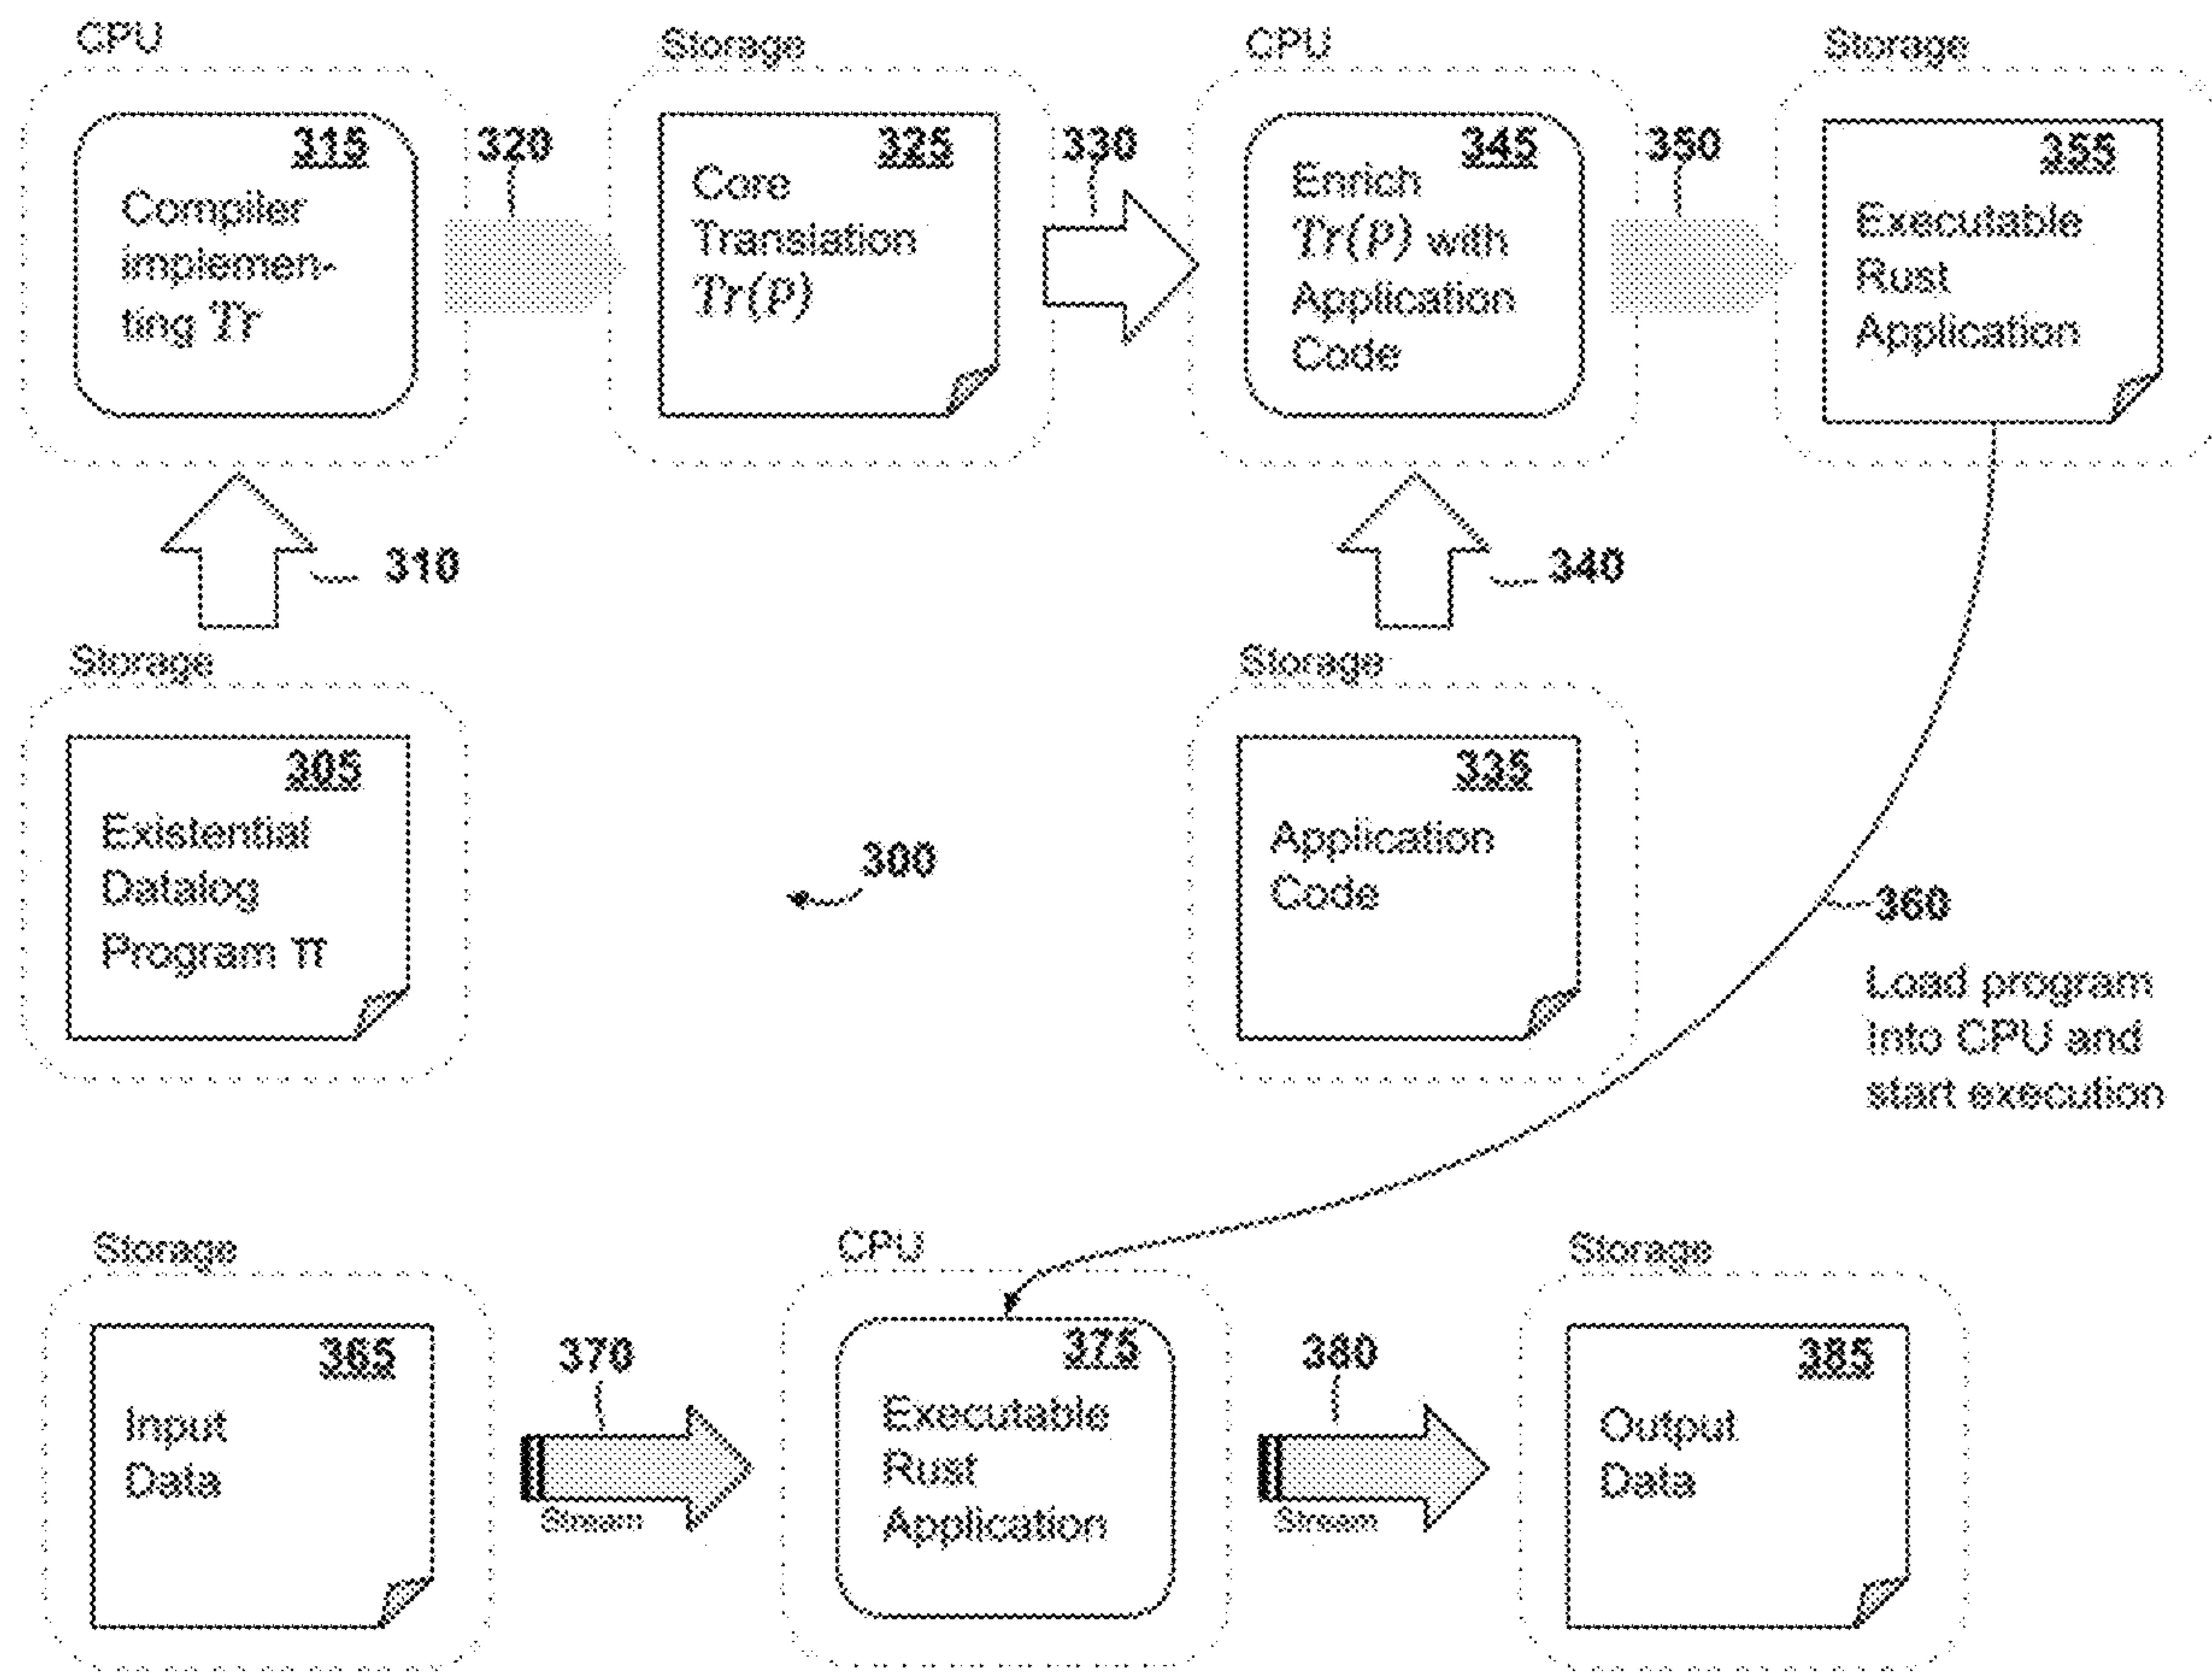 CPU
315
Compiler
implemen-
ting Tr
320
Storage
325
Core
Translation
Tr(p)
330
CPU
345
Enrich
Tr(p) with
Application
Code
350
Storage
355
Executable
Rust
Application
310
340
Storage
305
Existential
Datalog
Program π
300
Storage
335
Application
Code
360
Load program
into CPU and
start execution
Storage
365
Input
Data
370
Stream
CPU
375
Executable
Rust
Application
380
Stream
Storage
385
Output
Data